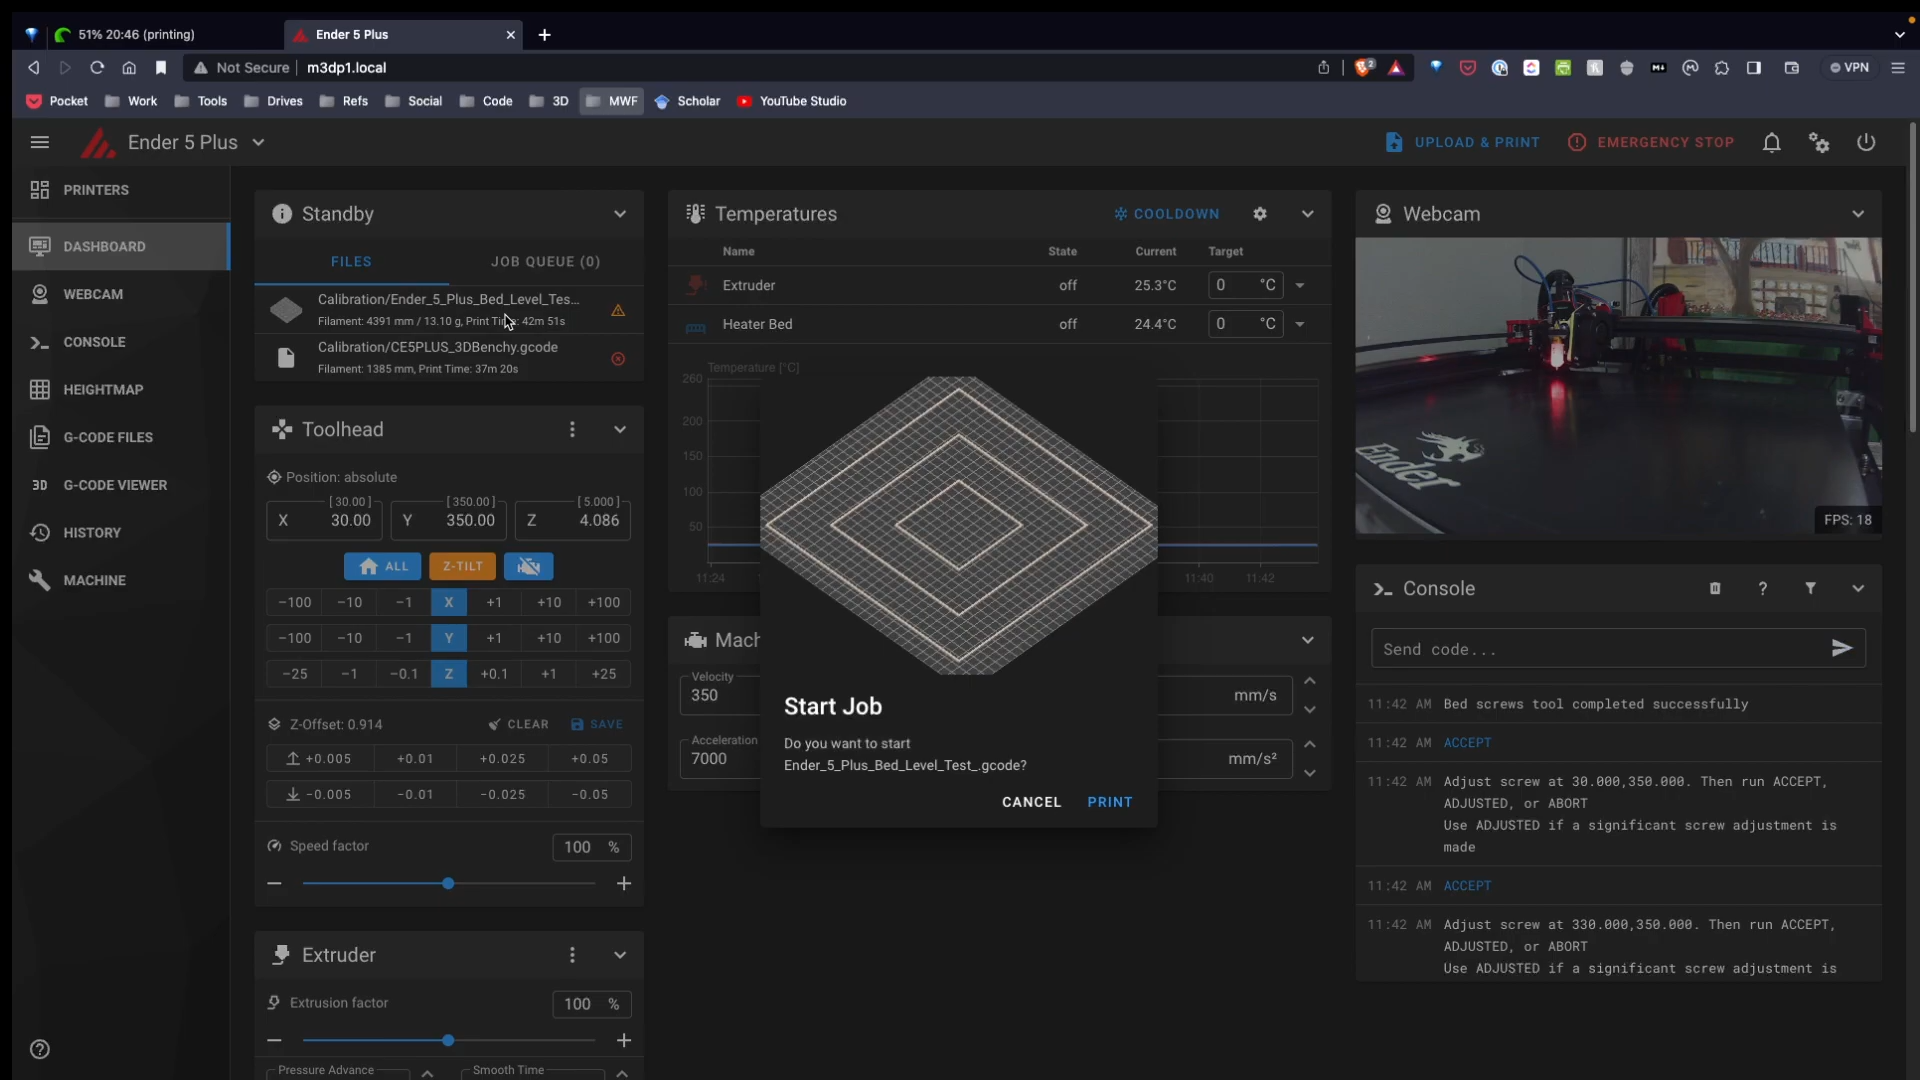 51% 20:46 (printing)
Ender 5 Plus
Not Secure
m3dp1.local
2
VPN
Pocket
Work
Tools
Drives
Refs
Social
Code
3D
MWF
Scholar
YouTube Studio
Ender 5 Plus
UPLOAD & PRINT
EMERGENCY STOP
PRINTERS
DASHBOARD
WEBCAM
CONSOLE
HEIGHTMAP
G-CODE FILES
3D G-CODE VIEWER
HISTORY
MACHINE
Standby
FILES
JOB QUEUE (0)
Calibration/Ender_5_Plus_Bed_Level_Tes...
Filament: 4391 mm / 13.10 g, Print Time: 42m 51s
Calibration/CE5PLUS_3DBenchy.gcode
Filament: 1385 mm, Print Time: 37m 20s
Toolhead
Position: absolute
[ 30.00 ]
[ 350.00 ]
[ 5.000 ]
X 30.00
Y 350.00
Z 4.086
ALL
Z-TILT
-100 -10 -1 X +1 +10 +100
-100 -10 -1 Y +1 +10 +100
-25 -1 -0.1 Z +0.1 +1 +25
Z-Offset: 0.914
CLEAR
SAVE
+0.005 +0.01 +0.025 +0.05
-0.005 -0.01 -0.025 -0.05
Speed factor
100 %
Extruder
Extrusion factor
100 %
Pressure Advance
Smooth Time
Temperatures
COOLDOWN
Name State Current Target
Extruder off 25.3°C 0 °C
Heater Bed off 24.4°C 0 °C
Temperature [°C]
260
200
150
100
50
11:24
11:40
11:42
Mach
Velocity
350
mm/s
Acceleration
7000
mm/s²
Start Job
Do you want to start
Ender_5_Plus_Bed_Level_Test_.gcode?
CANCEL
PRINT
Webcam
Ender
FPS: 18
Console
Send code...
11:42 AM Bed screws tool completed successfully
11:42 AM ACCEPT
11:42 AM Adjust screw at 30.000,350.000. Then run ACCEPT,
ADJUSTED, or ABORT
Use ADJUSTED if a significant screw adjustment is
made
11:42 AM ACCEPT
11:42 AM Adjust screw at 330.000,350.000. Then run ACCEPT,
ADJUSTED, or ABORT
Use ADJUSTED if a significant screw adjustment is